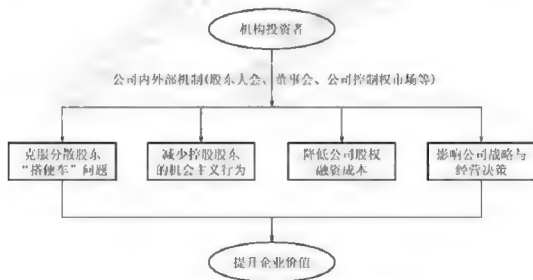 机构投资者
公司内外部机制(股东大会、董事会、公司控制权市场等)
克服分散股东
“搭便车”问题
减少控股股东
的机会主义行为
降低公司股权
融资成本
影响公司战略与
经营决策
提升企业价值